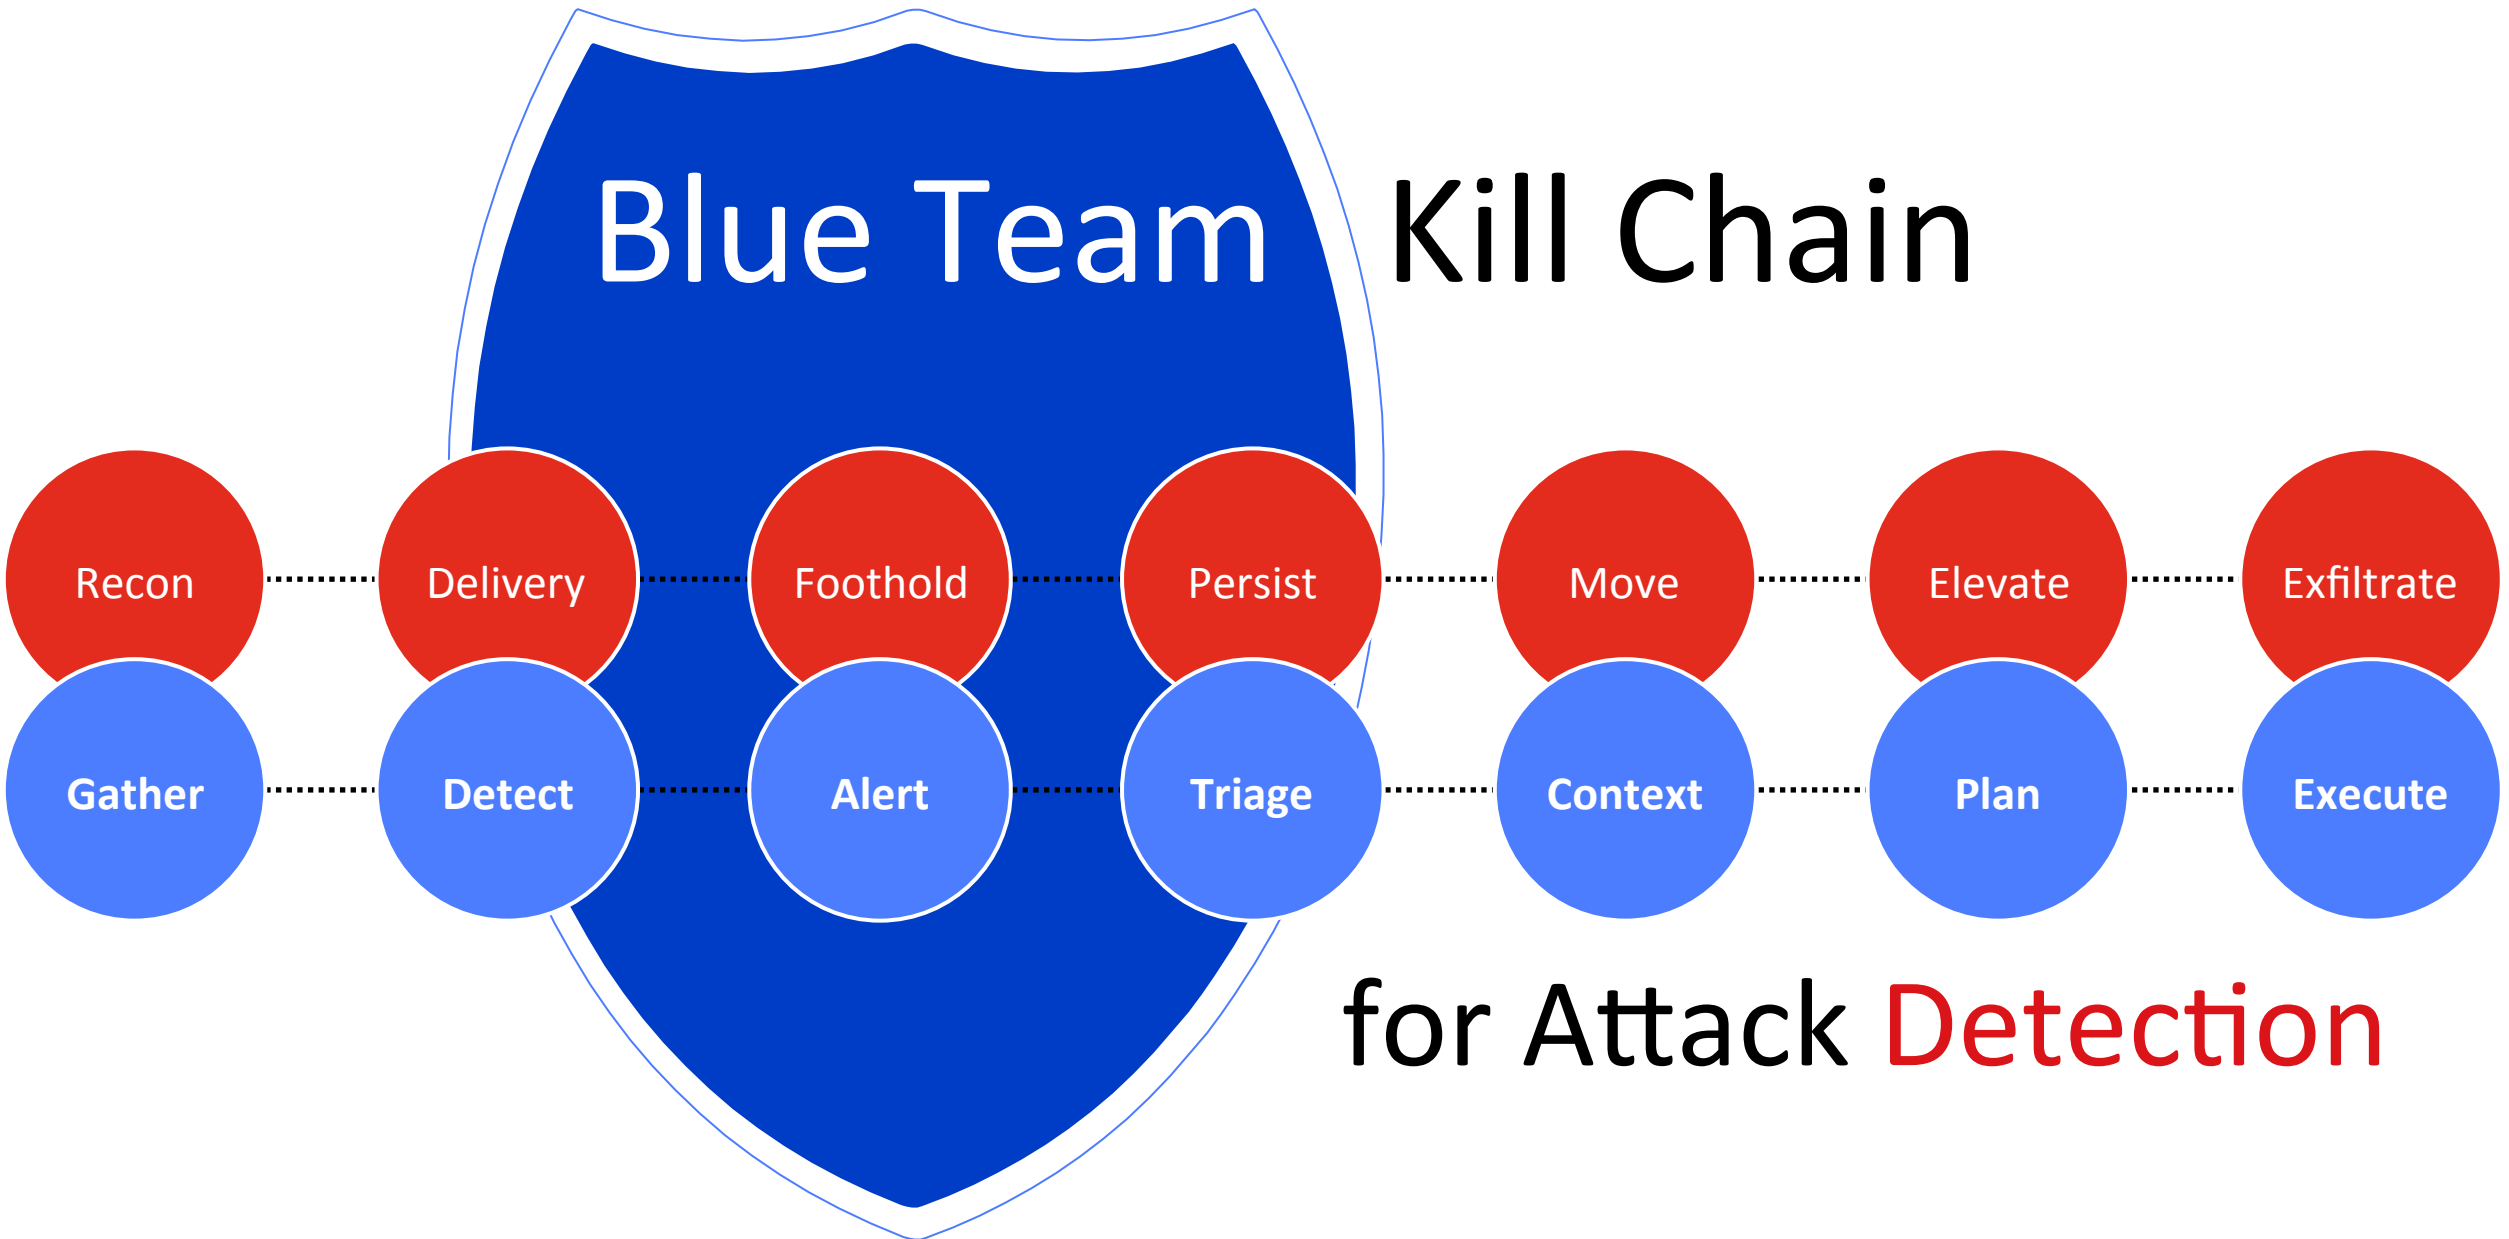 Blue Team Kill Chain
Recon Delivery Foothold Persist Move Elevate Exfiltrate
Gather Detect Alert Triage Context Plan Execute
for Attack Detection